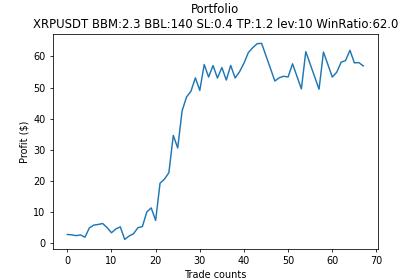 Portfolio
XRPUSDT BBM:2.3 BBL:140 SL:0.4 TP:1.2 lev:10 WinRatio:62.0
60
50
40
30
20
10
0
Profit ($)
0 10 20 30 40 50 60 70
Trade counts